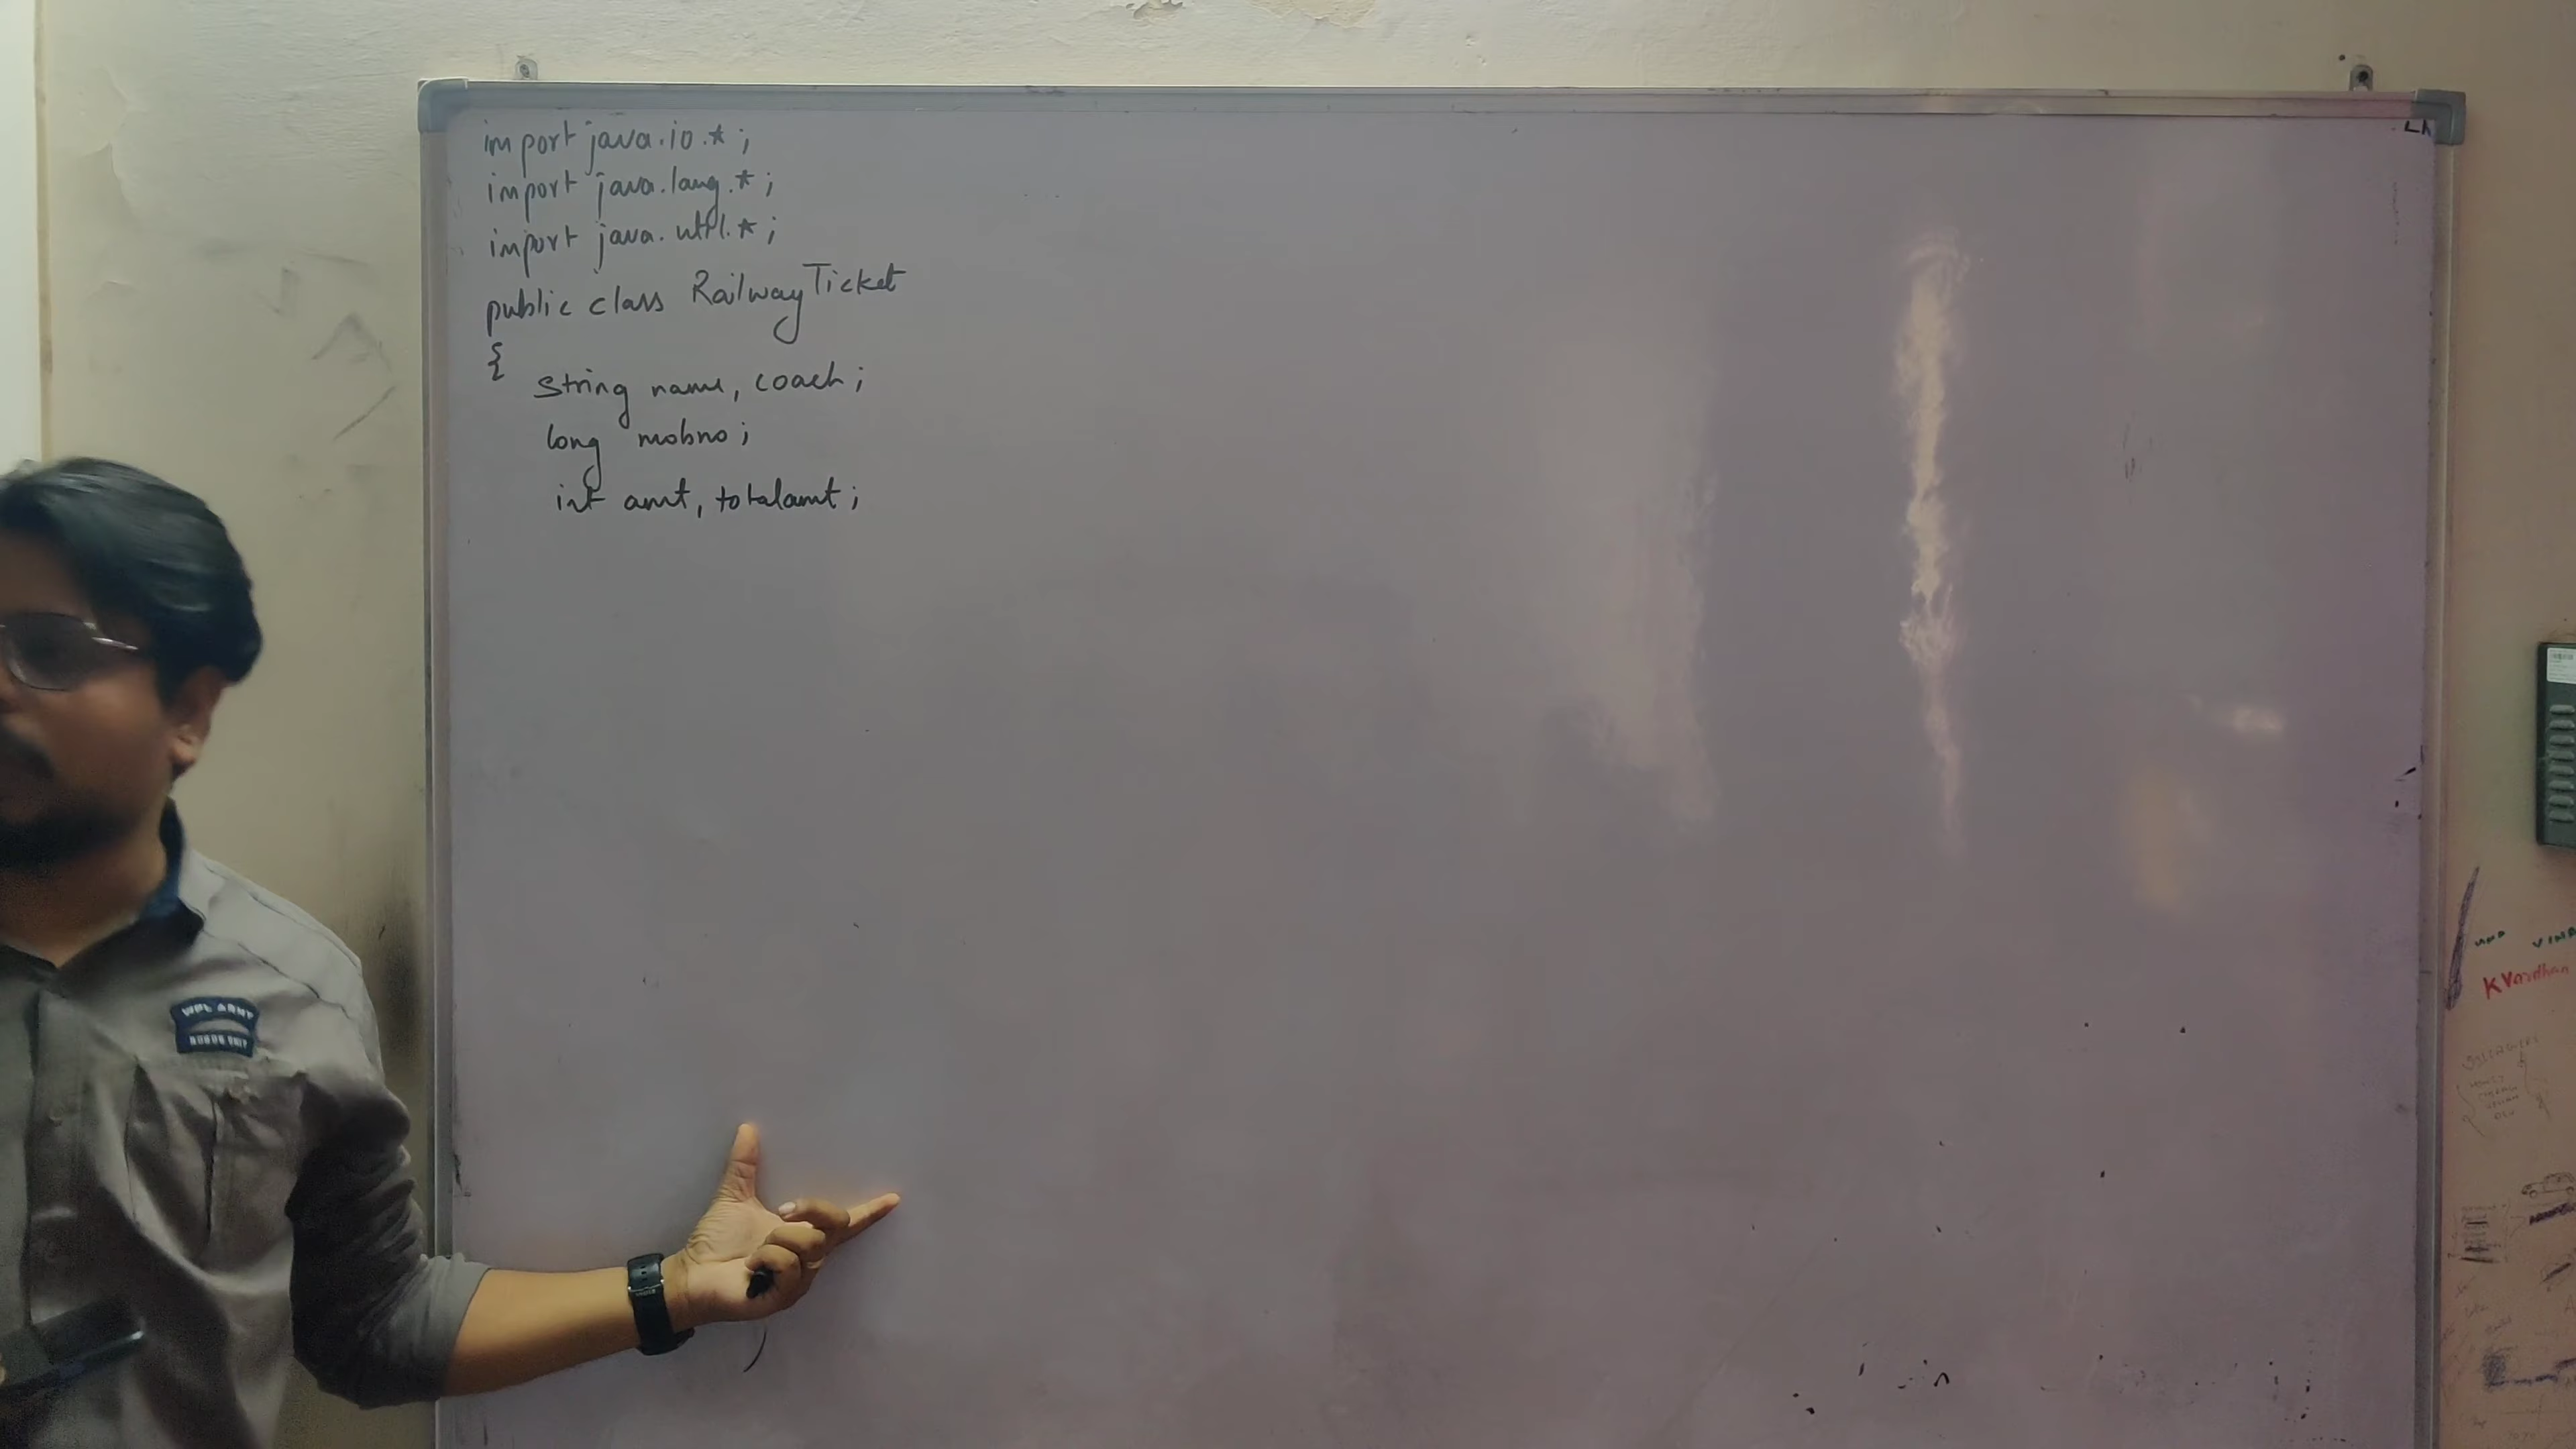 import java.io.*;
import java.lang.*;
import java.util.*;
public class RailwayTicket
{
String name, coach;
long mobno;
int amt, totalamt;
K Vardhan